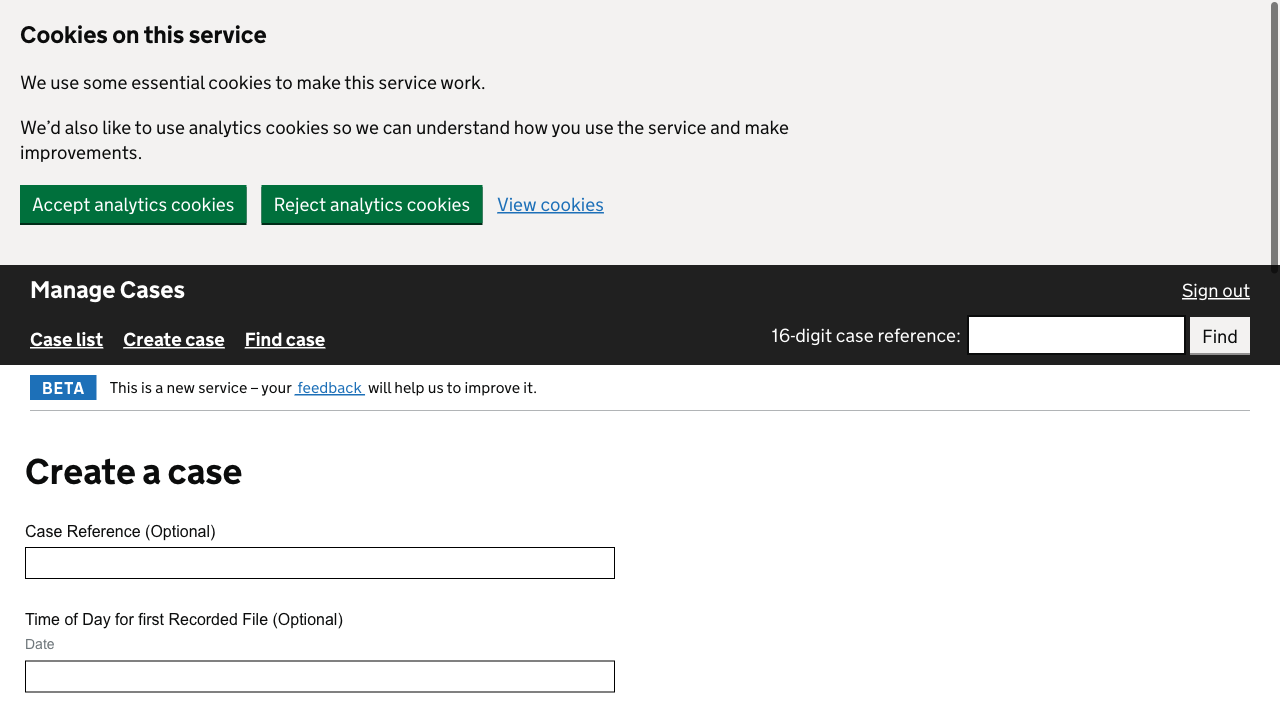 Cookies on this service
We use some essential cookies to make this service work.
We’d also like to use analytics cookies so we can understand how you use the service and make
improvements.
Accept analytics cookies Reject analytics cookies View cookies
Manage Cases Sign out
Case list Create case Find case 16-digit case reference: Find
BETA This is a new service – your feedback will help us to improve it.
Create a case
Case Reference (Optional)
Time of Day for first Recorded File (Optional)
Date